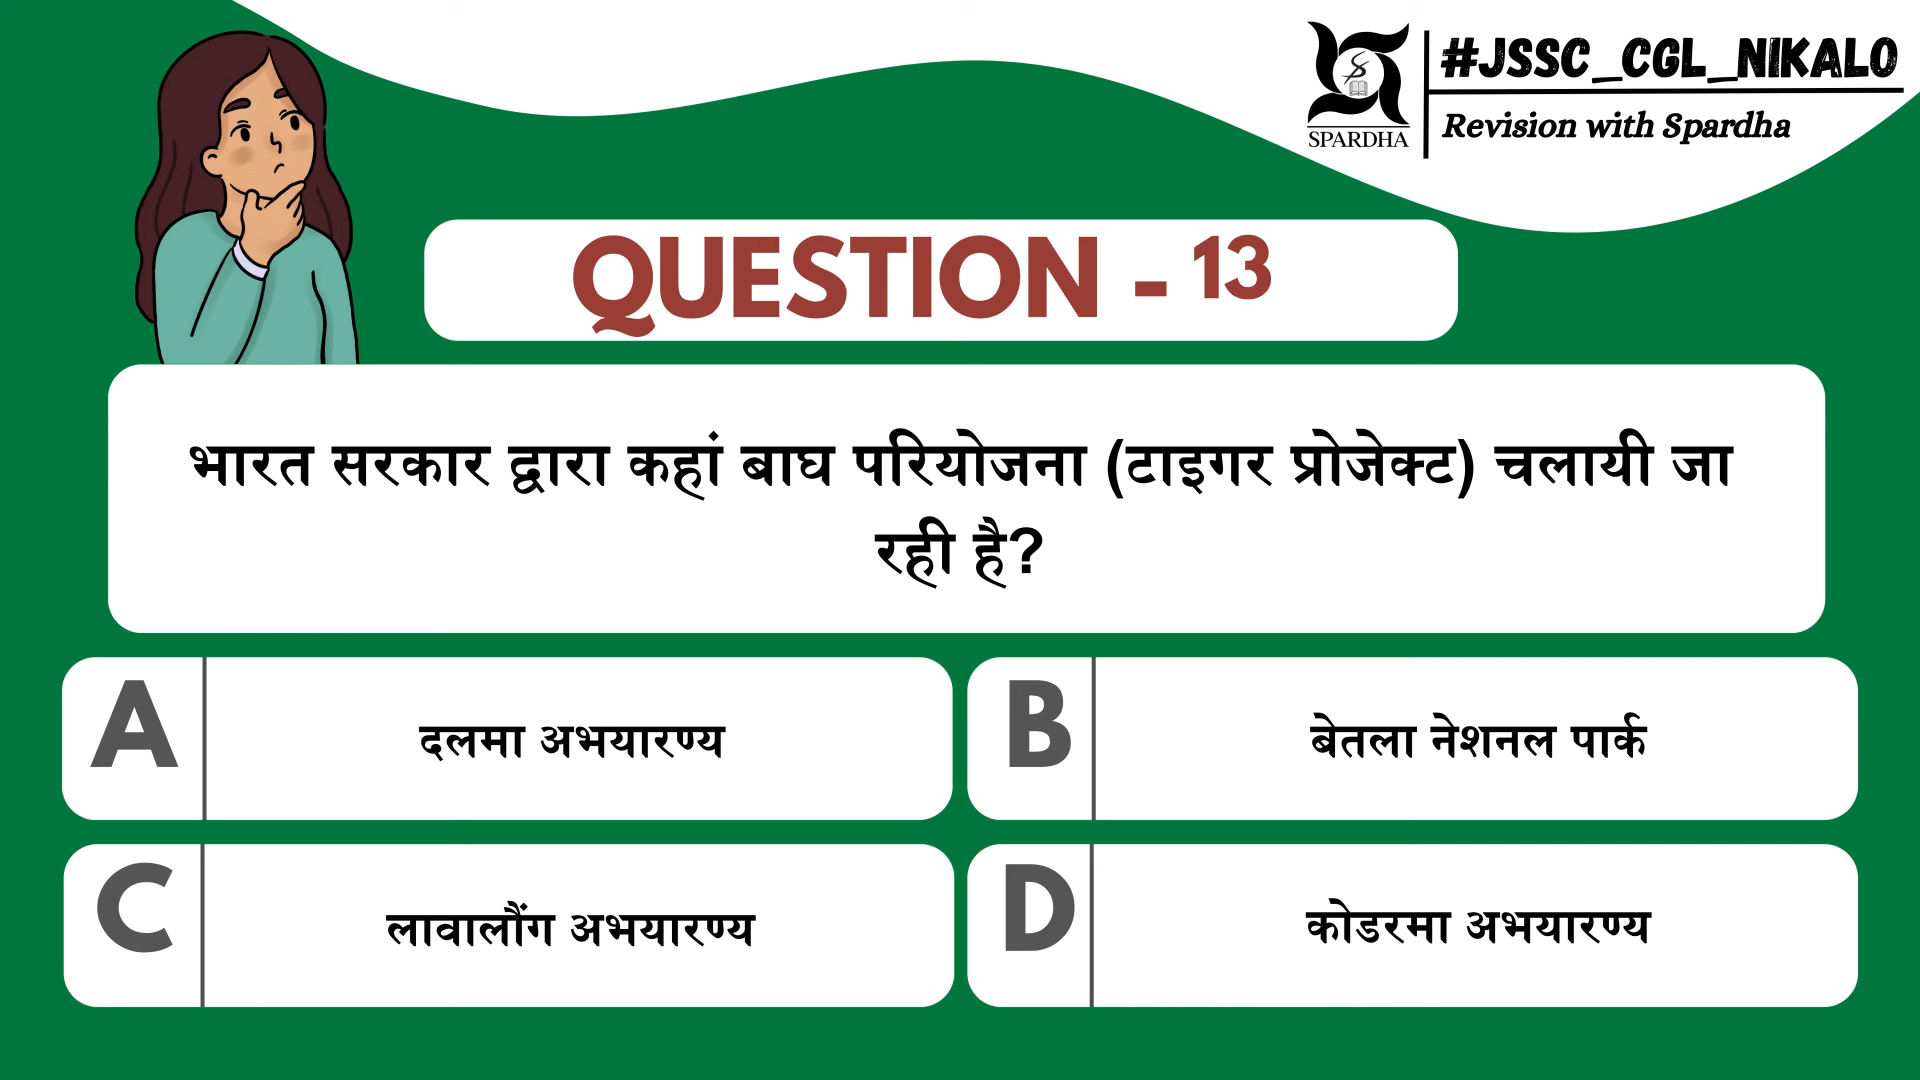 #JSSC_CGL_NIKALO
Revision with Spardha
SPARDHA
QUESTION - 13
भारत सरकार द्वारा कहां बाघ परियोजना (टाइगर प्रोजेक्ट) चलायी जा
रही है?
A
दलमा अभयारण्य
B
बेतला नेशनल पार्क
C
लावालौंग अभयारण्य
D
कोडरमा अभयारण्य